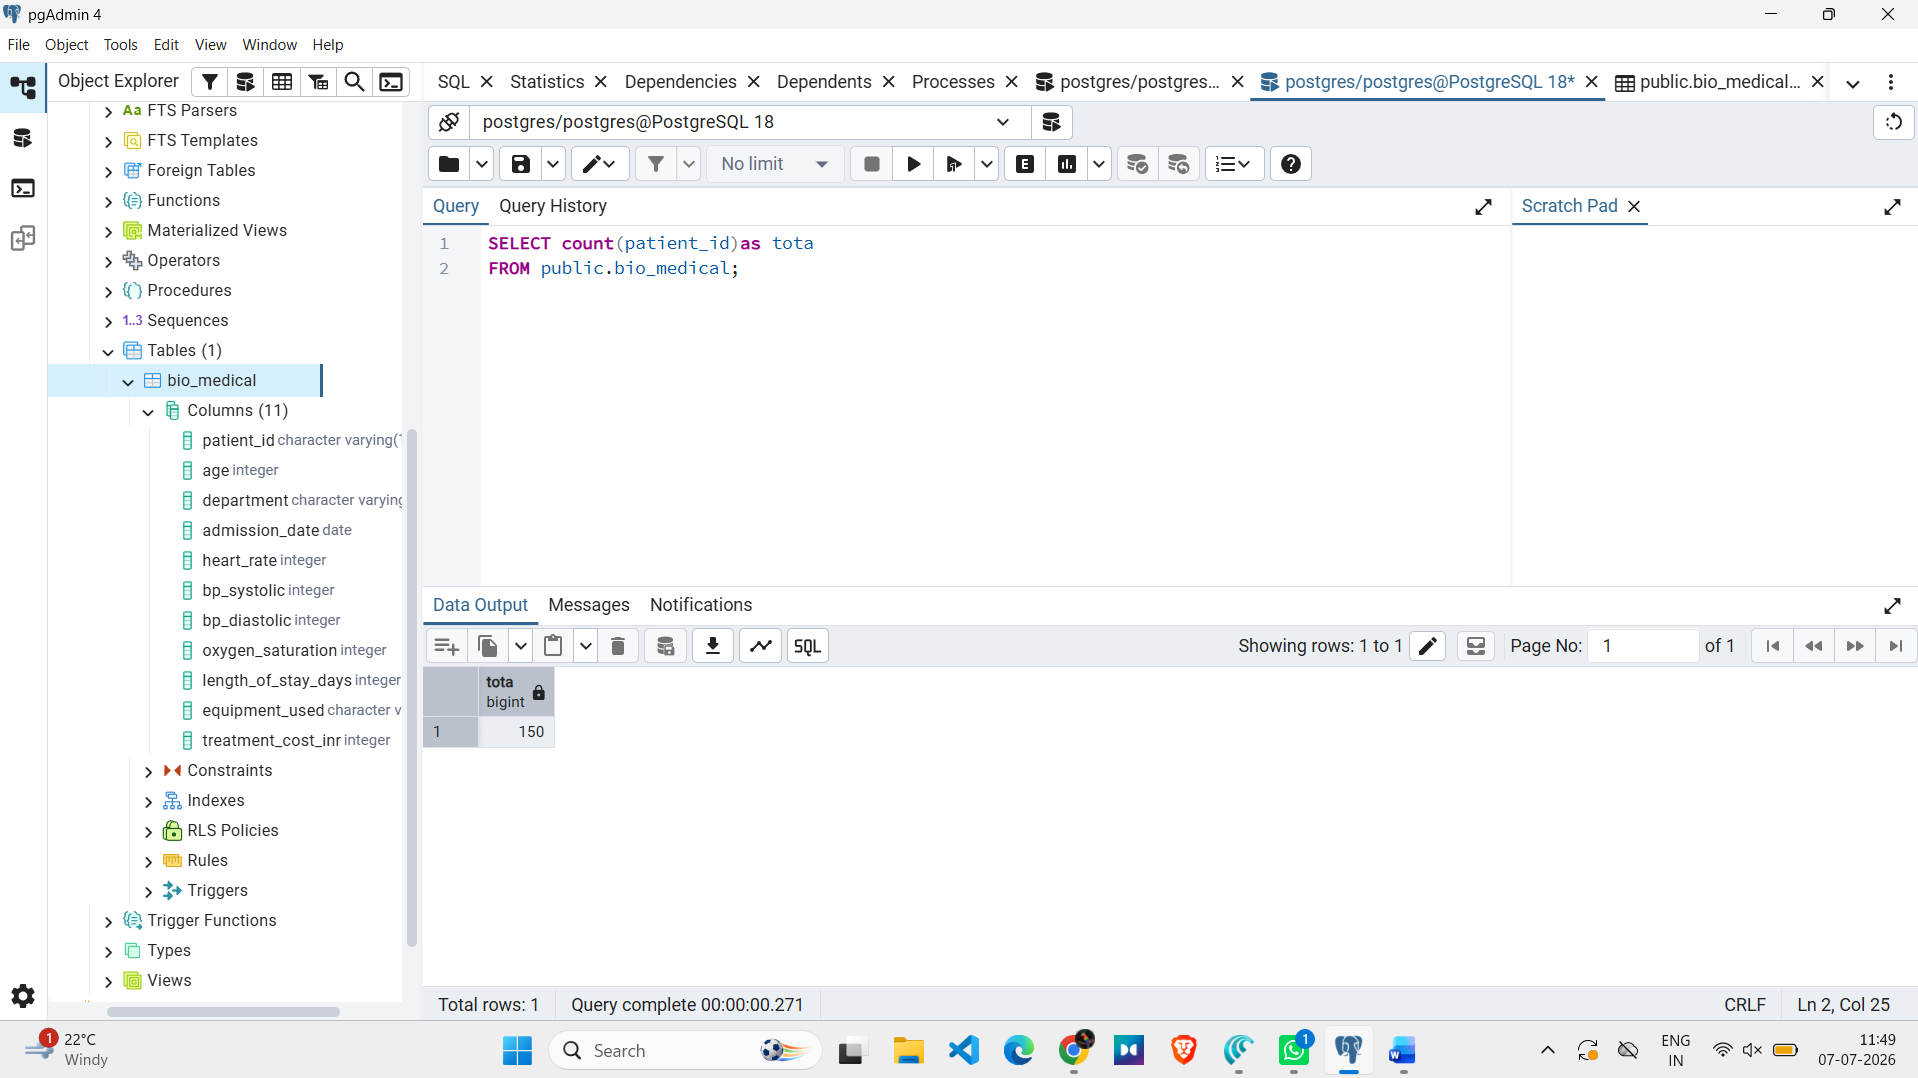 pgAdmin 4
File Object Tools Edit View Window Help
Object Explorer
SQL Statistics Dependencies Dependents Processes postgres/postgres... postgres/postgres@PostgreSQL 18* public.bio_medical...
postgres/postgres@PostgreSQL 18
No limit
E
Query Query History
Scratch Pad
1 SELECT count(patient_id)as tota
2 FROM public.bio_medical;
Aa FTS Parsers
FTS Templates
Foreign Tables
Functions
Materialized Views
Operators
Procedures
1..3 Sequences
Tables (1)
bio_medical
Columns (11)
patient_id character varying(
age integer
department character varying
admission_date date
heart_rate integer
bp_systolic integer
bp_diastolic integer
oxygen_saturation integer
length_of_stay_days integer
equipment_used character v
treatment_cost_inr integer
Constraints
Indexes
RLS Policies
Rules
Triggers
Trigger Functions
Types
Views
Data Output Messages Notifications
SQL
Showing rows: 1 to 1
Page No: 1 of 1
tota
bigint
1 150
Total rows: 1 Query complete 00:00:00.271
CRLF Ln 2, Col 25
1
22°C
Windy
Search
1
W
ENG
IN
11:49
07-07-2026